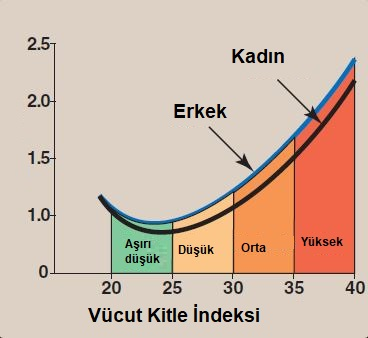 2.5
Kadın
2.0
Erkek
1.5
1.0
Aşırı
düşük
Düşük
Orta
Yüksek
0
20
25
30
35
40
Vücut Kitle İndeksi